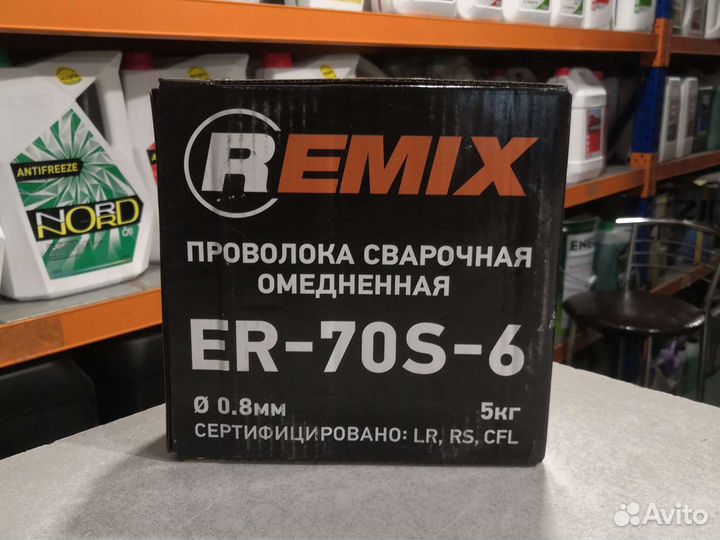 REMIX
ПРОВОЛОКА СВАРОЧНАЯ
ОМЕДНЕННАЯ
ER-70S-6
Ø 0.8мм 5кг
СЕРТИФИЦИРОВАНО: LR, RS, CFL
ANTIFREEZE
NORD
Avito